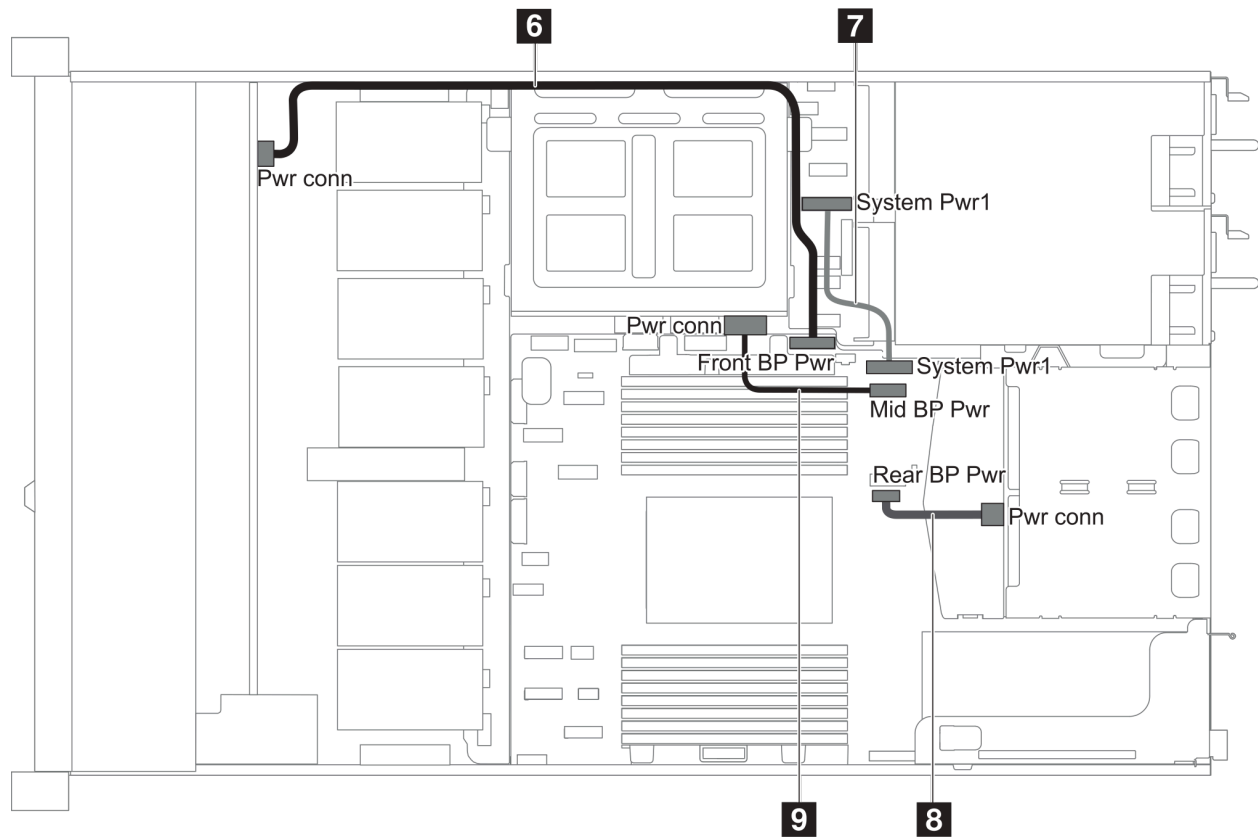 6
7
Pwr conn
System Pwr1
Pwr conn
Front BP Pwr
System Pwr1
Mid BP Pwr
Rear BP Pwr
Pwr conn
9
8